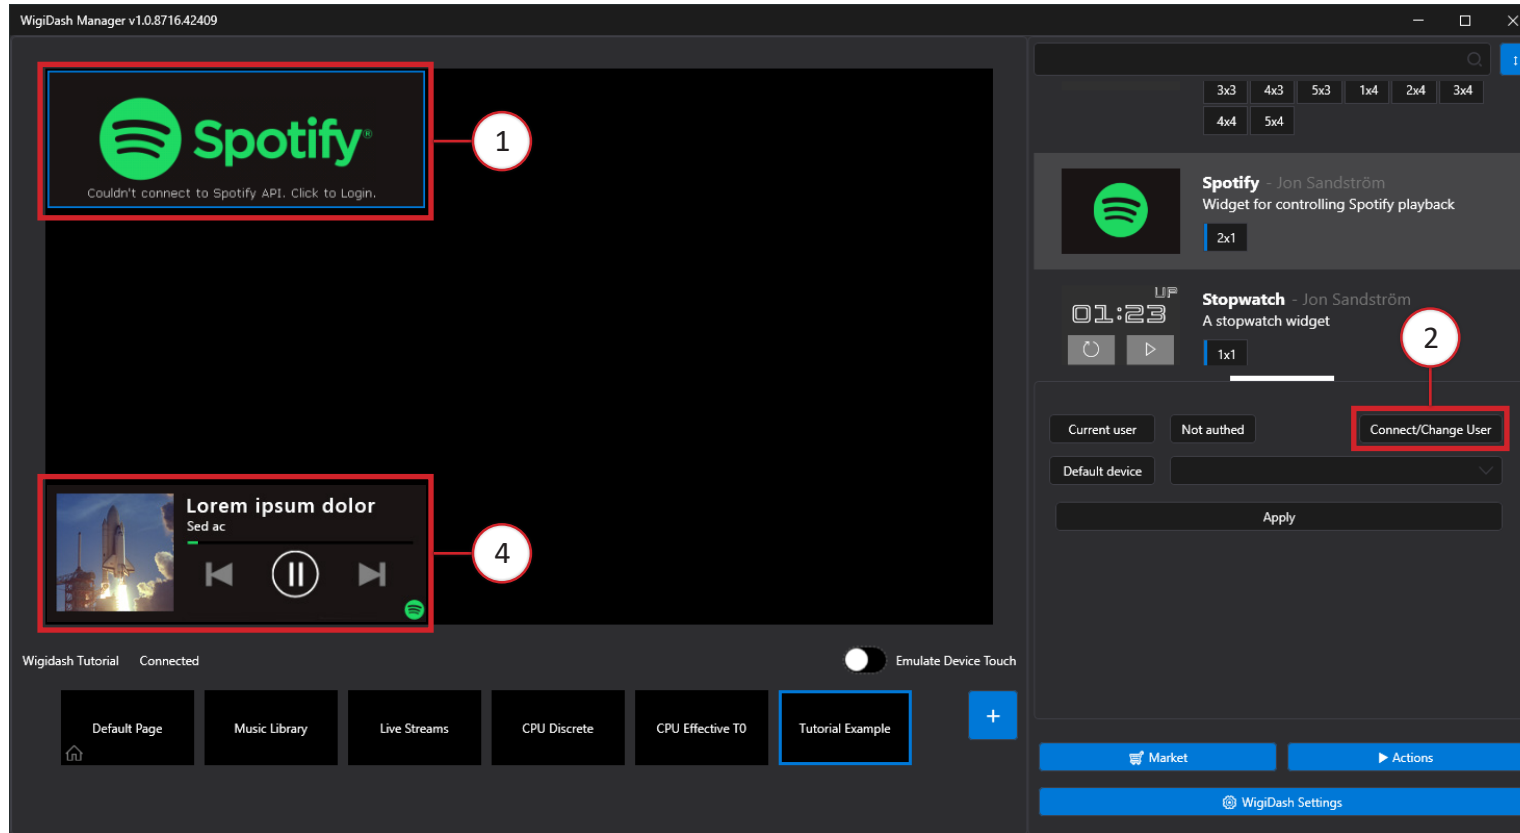 WigiDash Manager v1.0.8716.42409
Spotify®
Couldn't connect to Spotify API. Click to Login.
1
3x3 4x3 5x3 1x4 2x4 3x4
4x4 5x4
Spotify - Jon Sandström
Widget for controlling Spotify playback
2x1
UP
01:23
Stopwatch - Jon Sandström
A stopwatch widget
1x1
2
Current user Not authed Connect/Change User
Default device
Apply
Lorem ipsum dolor
Sed ac
4
Wigidash Tutorial Connected Emulate Device Touch
Default Page Music Library Live Streams CPU Discrete CPU Effective T0 Tutorial Example +
Market Actions
WigiDash Settings